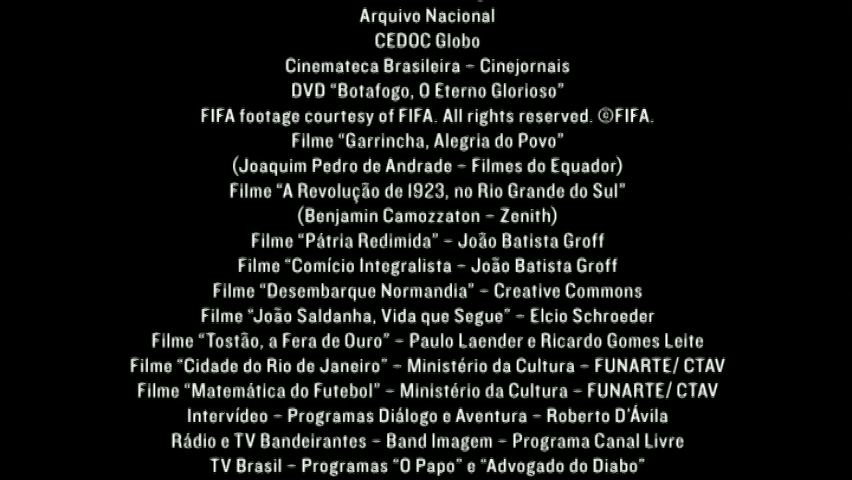 Arquivo Nacional
CEDOC Globo
Cinemateca Brasileira – Cinejornais
DVD “Botafogo, O Eterno Glorioso”
FIFA footage courtesy of FIFA. All rights reserved. ©FIFA.
Filme “Garrincha, Alegria do Povo”
(Joaquim Pedro de Andrade – Filmes do Equador)
Filme “A Revolução de 1923, no Rio Grande do Sul”
(Benjamin Camozzaton – Zenith)
Filme “Pátria Redimida” – João Batista Groff
Filme “Comício Integralista – João Batista Groff
Filme “Desembarque Normandia” – Creative Commons
Filme “João Saldanha, Vida que Segue” – Elcio Schroeder
Filme “Tostão, a Fera de Ouro” – Paulo Laender e Ricardo Gomes Leite
Filme “Cidade do Rio de Janeiro” – Ministério da Cultura – FUNARTE/ CTAV
Filme “Matemática do Futebol” – Ministério da Cultura – FUNARTE/ CTAV
Intervídeo – Programas Diálogo e Aventura – Roberto D’Ávila
Rádio e TV Bandeirantes – Band Imagem – Programa Canal Livre
TV Brasil – Programas “O Papo” e “Advogado do Diabo”